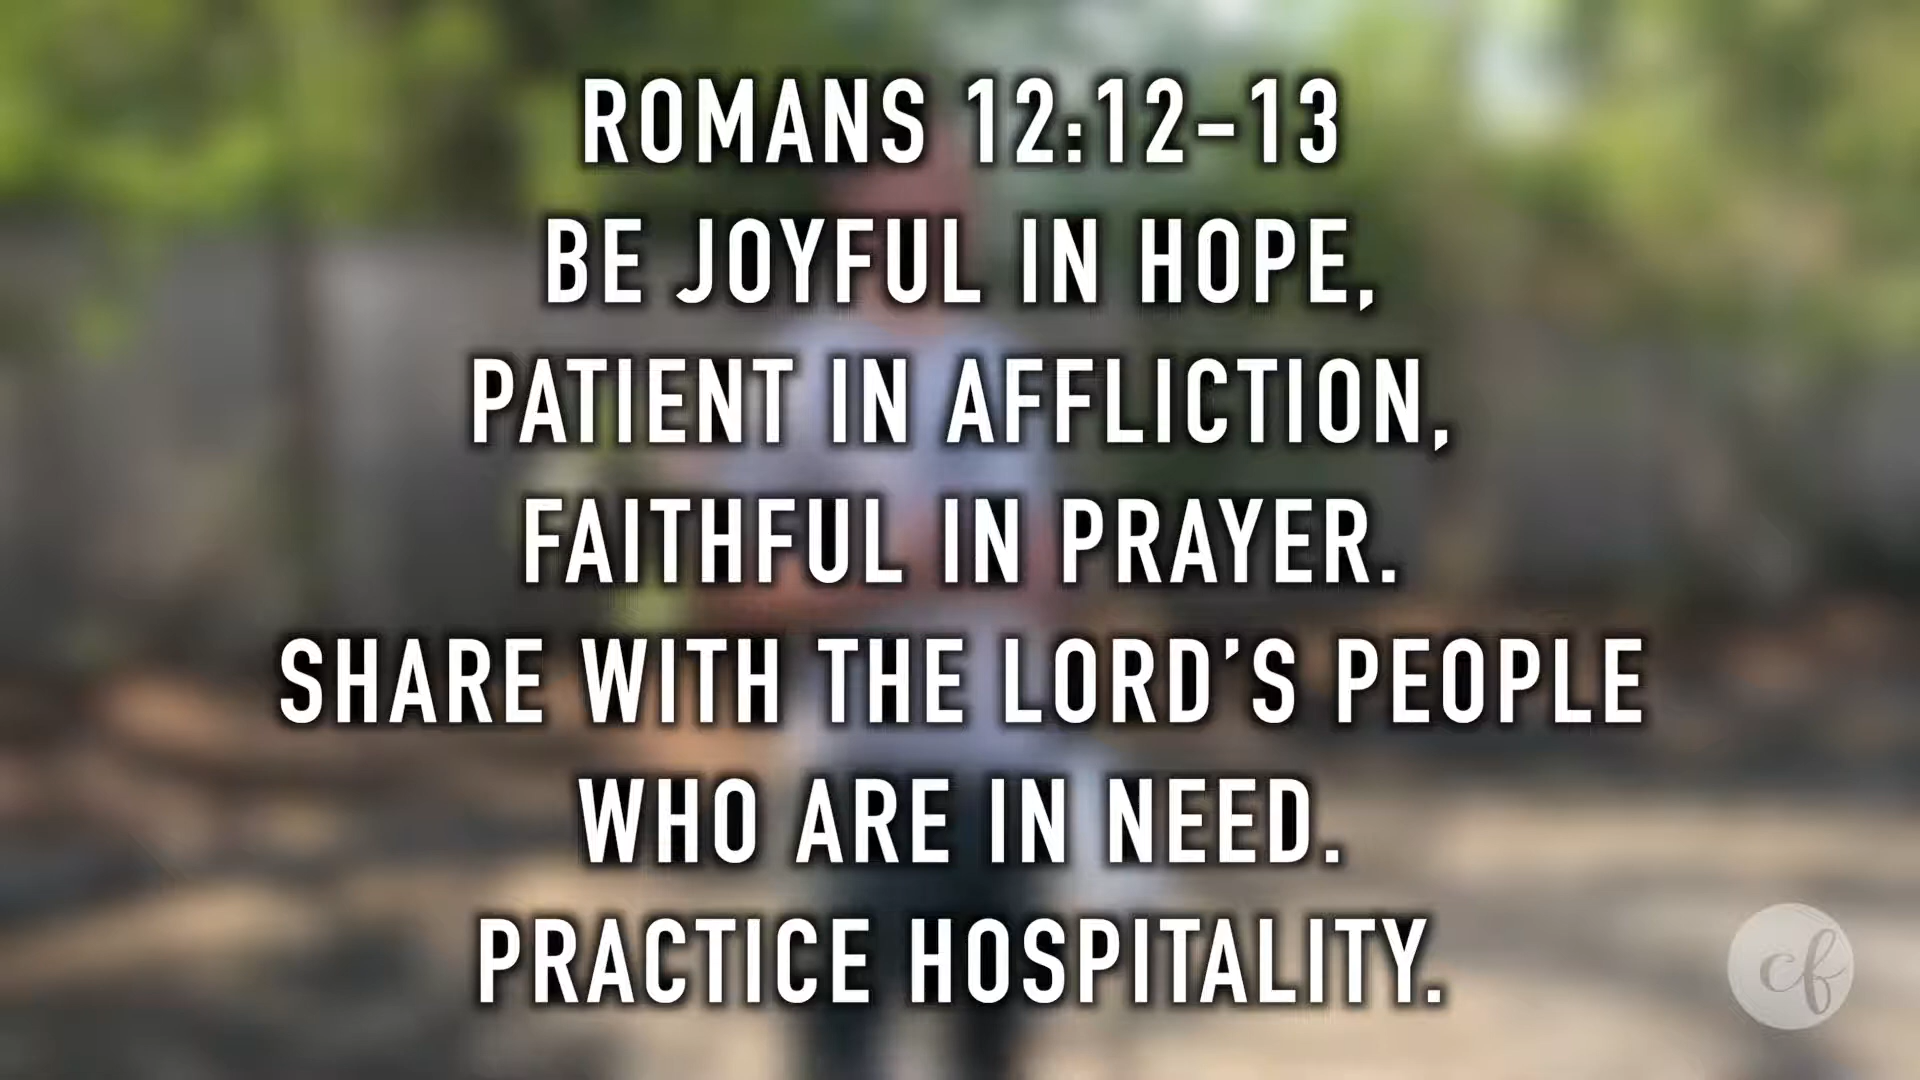 ROMANS 12:12–13
BE JOYFUL IN HOPE,
PATIENT IN AFFLICTION,
FAITHFUL IN PRAYER.
SHARE WITH THE LORD’S PEOPLE
WHO ARE IN NEED.
PRACTICE HOSPITALITY.
cf